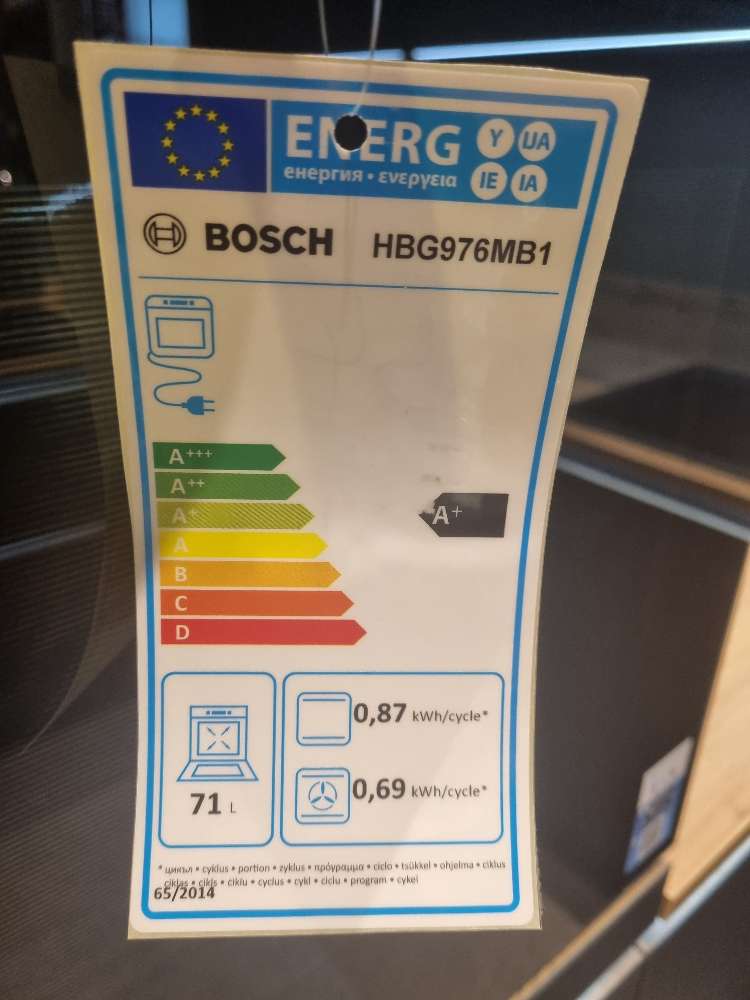 ENERG Y UA
енергия • ενεργεια IE IA
BOSCH HBG976MB1
A+++
A++
A+
A+
A
B
C
D
0,87 kWh/cycle*
0,69 kWh/cycle*
71 L
* цикъл • cyklus • portion • zyklus • πρόγραμμα • ciclo • tsükkel • ohjelma • ciklus
ciklas • cikls • ciklu • cyclus • cykl • ciclu • program • cykel
65/2014